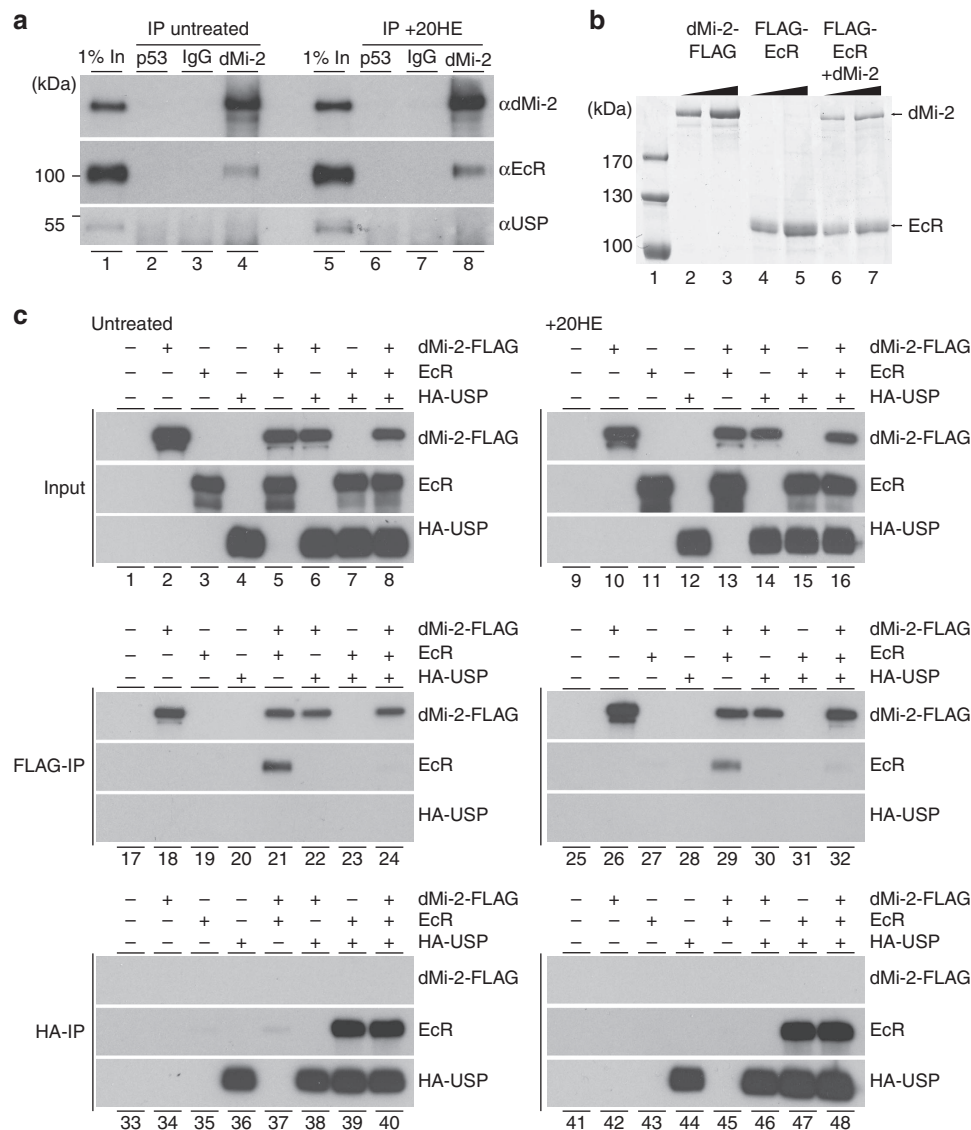 a
IP untreated
IP +20HE
1% In p53 IgG dMi-2 1% In p53 IgG dMi-2
(kDa)
αdMi-2
100
αEcR
55
αUSP
1 2 3 4 5 6 7 8
b
dMi-2-FLAG
FLAG-EcR
FLAG-EcR +dMi-2
(kDa)
dMi-2
170
130
EcR
100
1 2 3 4 5 6 7
c
Untreated
– + – – + + – + dMi-2-FLAG
– – + – + – + + EcR
– – – + – + + + HA-USP
Input
dMi-2-FLAG
EcR
HA-USP
1 2 3 4 5 6 7 8
+20HE
– + – – + + – + dMi-2-FLAG
– – + – + – + + EcR
– – – + – + + + HA-USP
dMi-2-FLAG
EcR
HA-USP
9 10 11 12 13 14 15 16
– + – – + + – + dMi-2-FLAG
– – + – + – + + EcR
– – – + – + + + HA-USP
FLAG-IP
dMi-2-FLAG
EcR
HA-USP
17 18 19 20 21 22 23 24
– + – – + + – + dMi-2-FLAG
– – + – + – + + EcR
– – – + – + + + HA-USP
dMi-2-FLAG
EcR
HA-USP
25 26 27 28 29 30 31 32
– + – – + + – + dMi-2-FLAG
– – + – + – + + EcR
– – – + – + + + HA-USP
HA-IP
dMi-2-FLAG
EcR
HA-USP
33 34 35 36 37 38 39 40
– + – – + + – + dMi-2-FLAG
– – + – + – + + EcR
– – – + – + + + HA-USP
dMi-2-FLAG
EcR
HA-USP
41 42 43 44 45 46 47 48